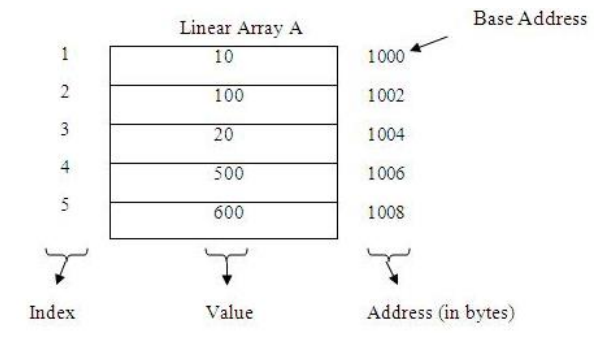 Base Address
Linear Array A
1 10 1000
2 100 1002
3 20 1004
4 500 1006
5 600 1008
Index Value Address (in bytes)